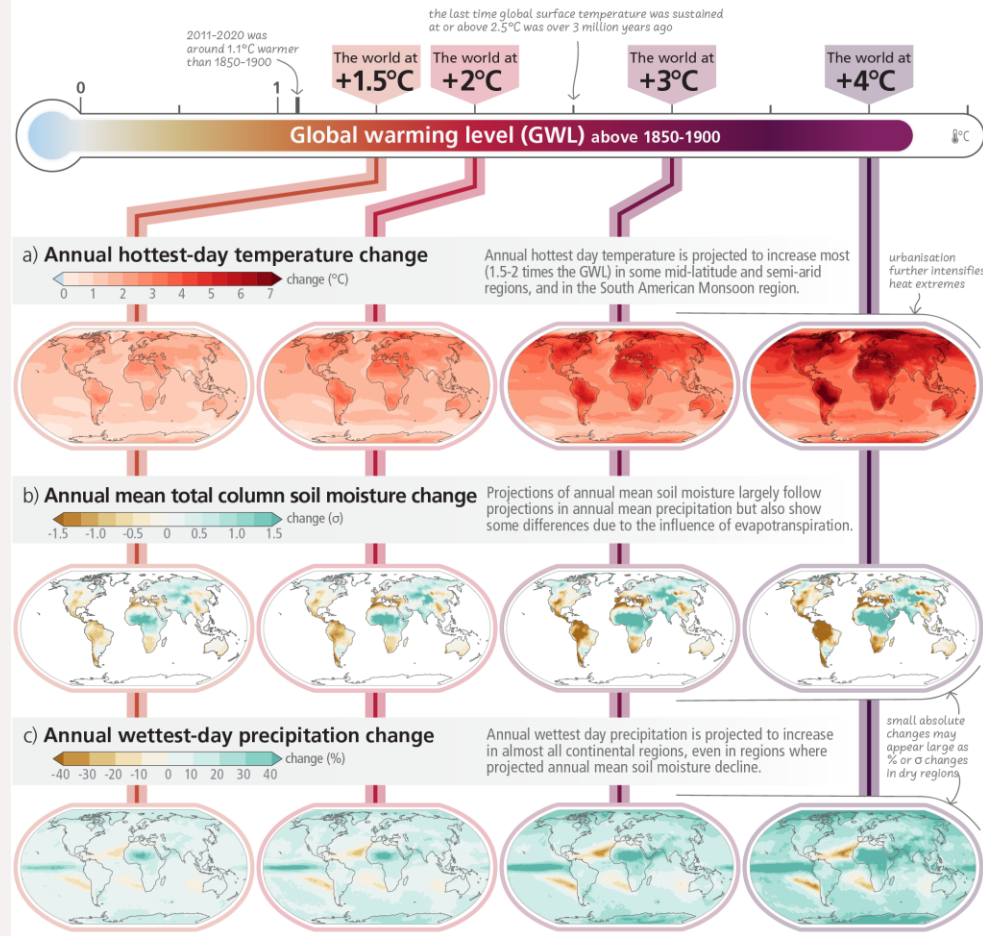 the last time global surface temperature was sustained
at or above 2.5°C was over 3 million years ago
2011-2020 was
around 1.1°C warmer
than 1850-1900
The world at
+1.5°C
The world at
+2°C
The world at
+3°C
The world at
+4°C
0
1
Global warming level (GWL) above 1850-1900
°C
a) Annual hottest-day temperature change
change (°C)
0 1 2 3 4 5 6 7
Annual hottest day temperature is projected to increase most
(1.5-2 times the GWL) in some mid-latitude and semi-arid
regions, and in the South American Monsoon region.
urbanisation
further intensifies
heat extremes
b) Annual mean total column soil moisture change
change (σ)
-1.5 -1.0 -0.5 0 0.5 1.0 1.5
Projections of annual mean soil moisture largely follow
projections in annual mean precipitation but also show
some differences due to the influence of evapotranspiration.
c) Annual wettest-day precipitation change
change (%)
-40 -30 -20 -10 0 10 20 30 40
Annual wettest day precipitation is projected to increase
in almost all continental regions, even in regions where
projected annual mean soil moisture decline.
small absolute
changes may
appear large as
% or σ changes
in dry regions